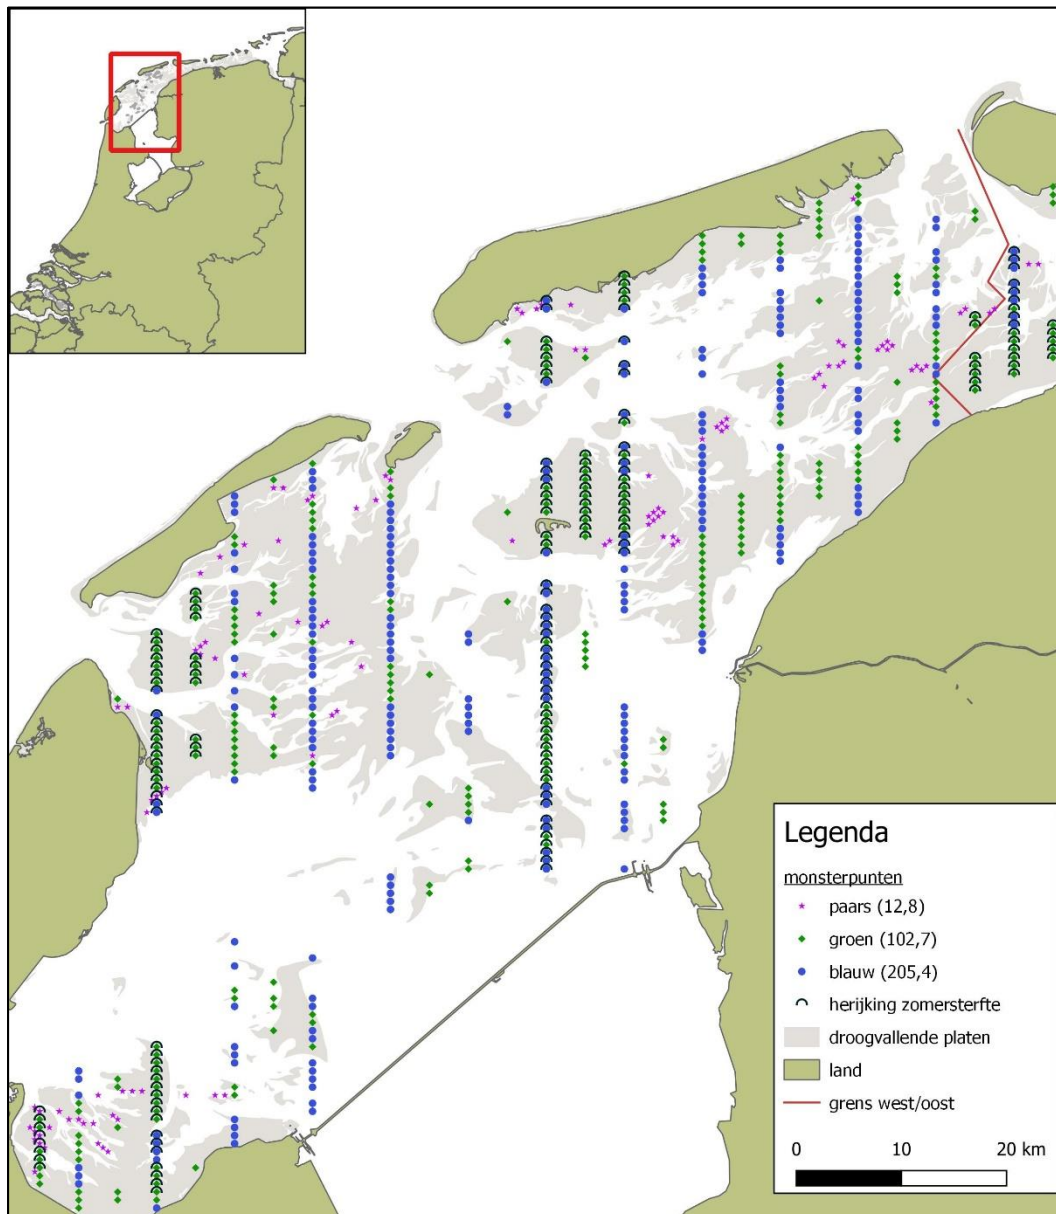 Legenda
monsterpunten
paars (12,8)
groen (102,7)
blauw (205,4)
herijking zomersterfte
droogvallende platen
land
grens west/oost
0 10 20 km